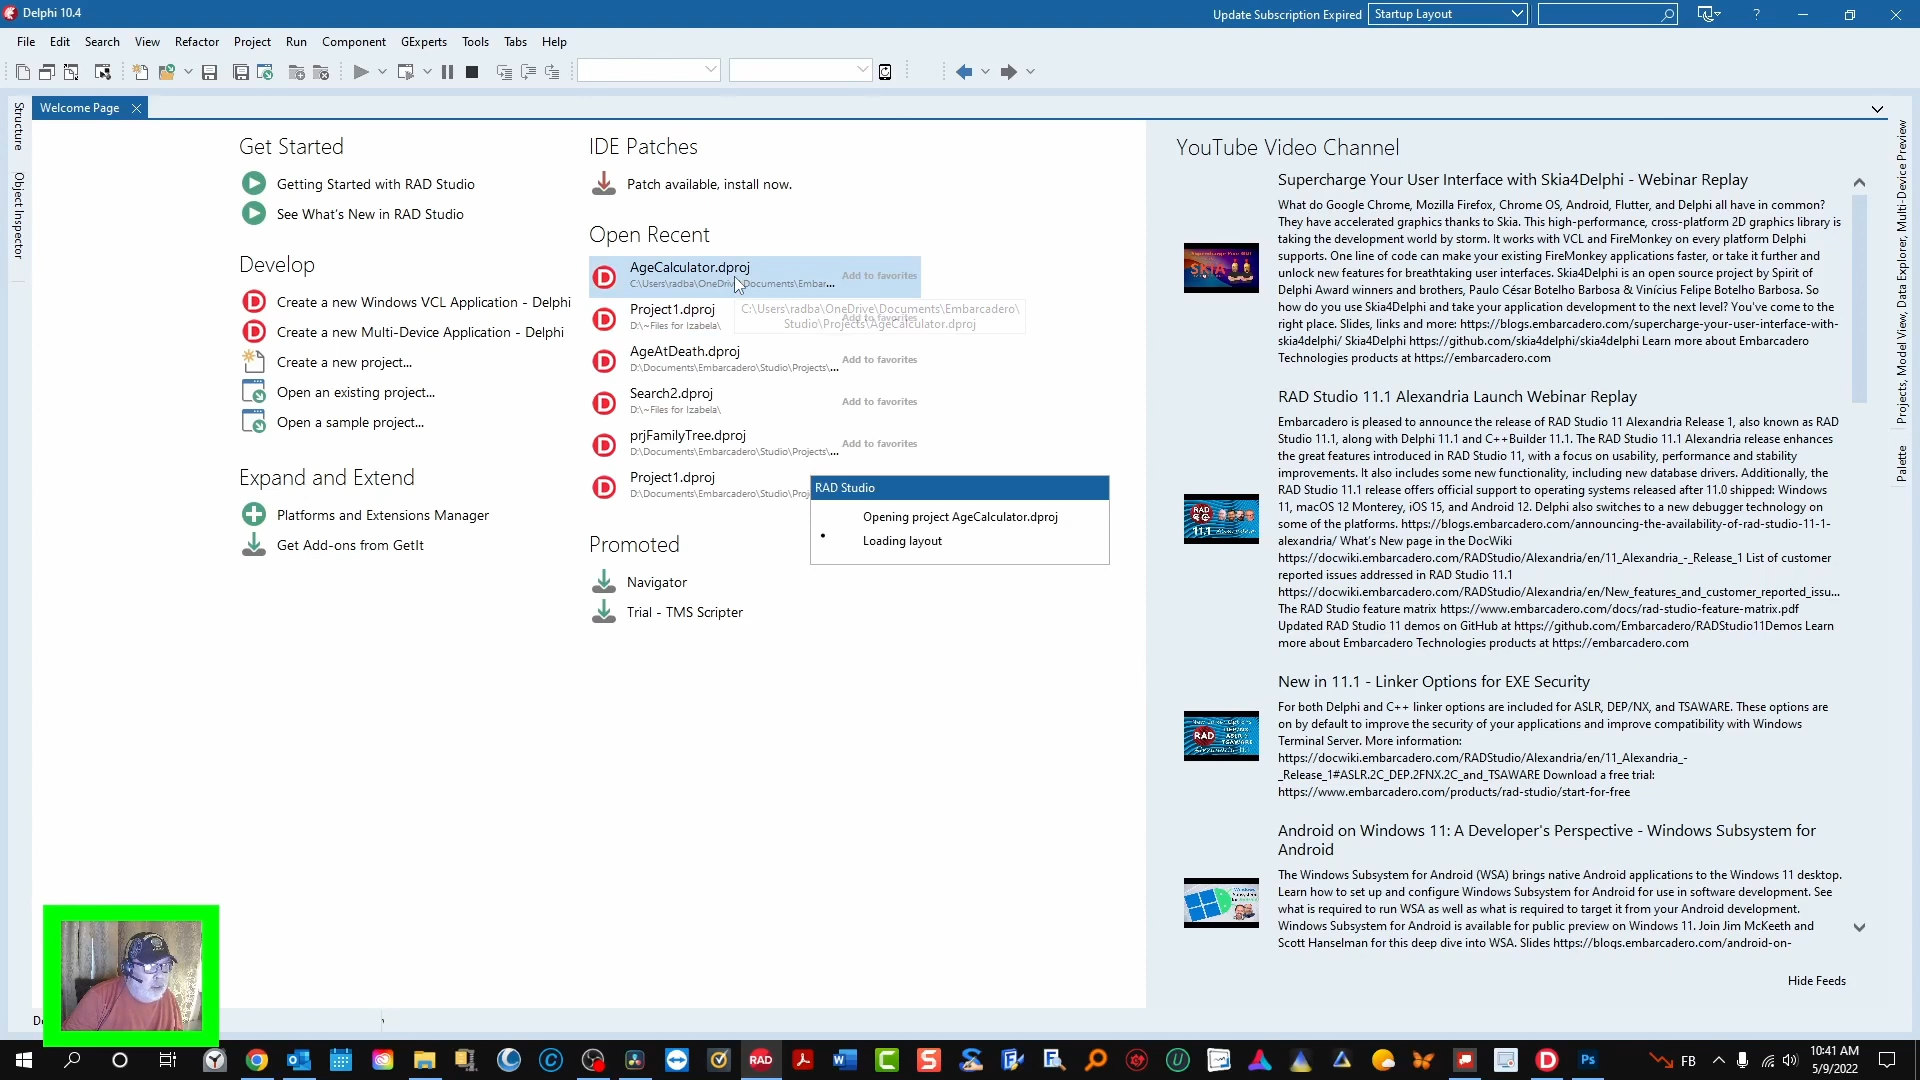 Delphi 10.4
Update Subscription Expired
Startup Layout
File Edit Search View Refactor Project Run Component GExperts Tools Tabs Help
Welcome Page
Structure
Object Inspector
Get Started
Getting Started with RAD Studio
See What's New in RAD Studio
Develop
Create a new Windows VCL Application - Delphi
Create a new Multi-Device Application - Delphi
Create a new project...
Open an existing project...
Open a sample project...
Expand and Extend
Platforms and Extensions Manager
Get Add-ons from GetIt
IDE Patches
Patch available, install now.
Open Recent
AgeCalculator.dproj
C:\Users\radba\OneDrive\Documents\Embar...
Add to favorites
Project1.dproj
D:\~Files for Izabela\
C:\Users\radba\OneDrive\Documents\Embarcadero\
Studio\Projects\AgeCalculator.dproj
AgeAtDeath.dproj
D:\Documents\Embarcadero\Studio\Projects\...
Add to favorites
Search2.dproj
D:\~Files for Izabela\
Add to favorites
prjFamilyTree.dproj
D:\Documents\Embarcadero\Studio\Projects\...
Add to favorites
Project1.dproj
D:\Documents\Embarcadero\Studio\Proj
RAD Studio
Opening project AgeCalculator.dproj
Loading layout
Promoted
Navigator
Trial - TMS Scripter
YouTube Video Channel
Supercharge Your User Interface with Skia4Delphi - Webinar Replay
What do Google Chrome, Mozilla Firefox, Chrome OS, Android, Flutter, and Delphi all have in common?
They have accelerated graphics thanks to Skia. This high-performance, cross-platform 2D graphics library is
taking the development world by storm. It works with VCL and FireMonkey on every platform Delphi
supports. One line of code can make your existing FireMonkey applications faster, or take it further and
unlock new features for breathtaking user interfaces. Skia4Delphi is an open source project by Spirit of
Delphi Award winners and brothers, Paulo César Botelho Barbosa & Vinícius Felipe Botelho Barbosa. So
how do you use Skia4Delphi and take your application development to the next level? You've come to the
right place. Slides, links and more: https://blogs.embarcadero.com/supercharge-your-user-interface-with-
skia4delphi/ Skia4Delphi https://github.com/skia4delphi/skia4delphi Learn more about Embarcadero
Technologies products at https://embarcadero.com
RAD Studio 11.1 Alexandria Launch Webinar Replay
Embarcadero is pleased to announce the release of RAD Studio 11 Alexandria Release 1, also known as RAD
Studio 11.1, along with Delphi 11.1 and C++Builder 11.1. The RAD Studio 11.1 Alexandria release enhances
the great features introduced in RAD Studio 11, with a focus on usability, performance and stability
improvements. It also includes some new functionality, including new database drivers. Additionally, the
RAD Studio 11.1 release offers official support to operating systems released after 11.0 shipped: Windows
11, macOS 12 Monterey, iOS 15, and Android 12. Delphi also switches to a new debugger technology on
some of the platforms. https://blogs.embarcadero.com/announcing-the-availability-of-rad-studio-11-1-
alexandria/ What's New page in the DocWiki
https://docwiki.embarcadero.com/RADStudio/Alexandria/en/11_Alexandria_-_Release_1 List of customer
reported issues addressed in RAD Studio 11.1
https://docwiki.embarcadero.com/RADStudio/Alexandria/en/New_features_and_customer_reported_issu...
The RAD Studio feature matrix https://www.embarcadero.com/docs/rad-studio-feature-matrix.pdf
Updated RAD Studio 11 demos on GitHub at https://github.com/Embarcadero/RADStudio11Demos Learn
more about Embarcadero Technologies products at https://embarcadero.com
New in 11.1 - Linker Options for EXE Security
For both Delphi and C++ linker options are included for ASLR, DEP/NX, and TSAWARE. These options are
on by default to improve the security of your applications and improve compatibility with Windows
Terminal Server. More information:
https://docwiki.embarcadero.com/RADStudio/Alexandria/en/11_Alexandria_-
_Release_1#ASLR.2C_DEP.2FNX.2C_and_TSAWARE Download a free trial:
https://www.embarcadero.com/products/rad-studio/start-for-free
Android on Windows 11: A Developer's Perspective - Windows Subsystem for
Android
The Windows Subsystem for Android (WSA) brings native Android applications to the Windows 11 desktop.
Learn how to set up and configure Windows Subsystem for Android for use in software development. See
what is required to run WSA as well as what is required to target it from your Android development.
Windows Subsystem for Android is available for public preview on Windows 11. Join Jim McKeeth and
Scott Hanselman for this deep dive into WSA. Slides https://blogs.embarcadero.com/android-on-
Hide Feeds
Projects, Model View, Data Explorer, Multi-Device Preview
Palette
RAD
FB
10:41 AM
5/9/2022